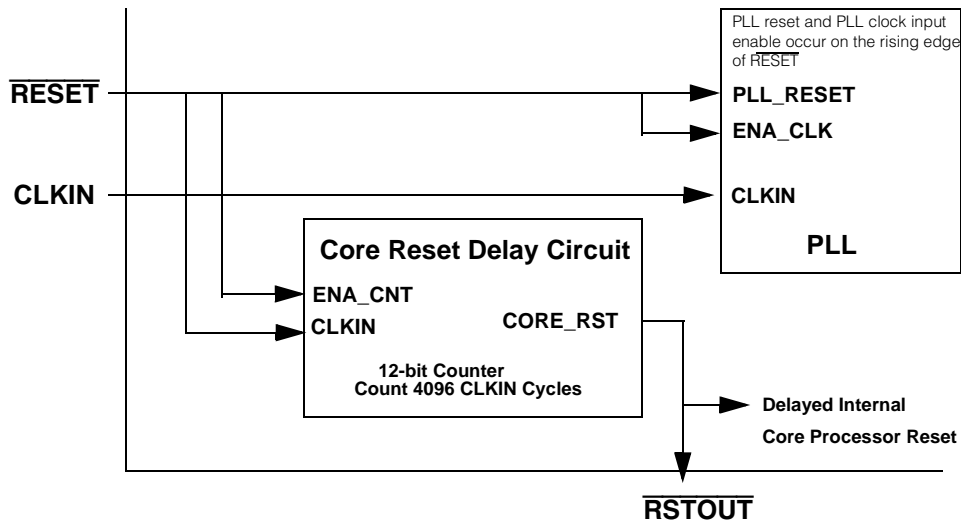 PLL reset and PLL clock input
enable occur on the rising edge
of RESET
RESET
PLL_RESET
ENA_CLK
CLKIN
CLKIN
PLL
Core Reset Delay Circuit
ENA_CNT
CLKIN
CORE_RST
12-bit Counter
Count 4096 CLKIN Cycles
Delayed Internal
Core Processor Reset
RSTOUT